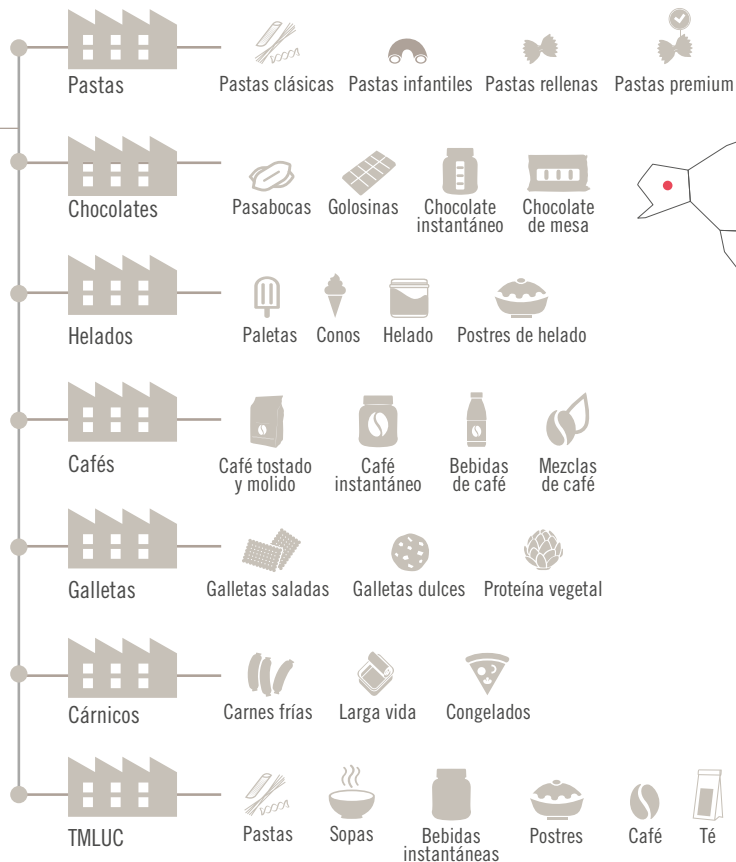 Pastas
Pastas clásicas
Pastas infantiles
Pastas rellenas
Pastas premium
Chocolates
Pasabocas
Golosinas
Chocolate
instantáneo
Chocolate
de mesa
Helados
Paletas
Conos
Helado
Postres de helado
Cafés
Café tostado
y molido
Café
instantáneo
Bebidas
de café
Mezclas
de café
Galletas
Galletas saladas
Galletas dulces
Proteína vegetal
Cárnicos
Carnes frías
Larga vida
Congelados
TMLUC
Pastas
Sopas
Bebidas
instantáneas
Postres
Café
Té